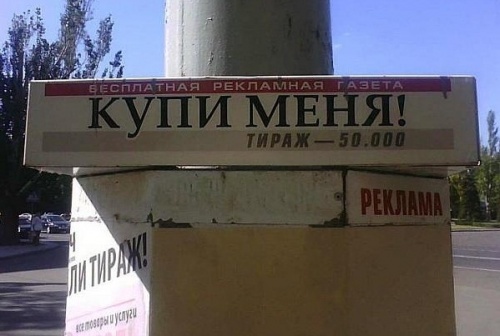 БЕСПЛАТНАЯ РЕКЛАМНАЯ ГАЗЕТА
КУПИ МЕНЯ!
ТИРАЖ — 50.000
РЕКЛАМА
ЛИ ТИРАЖ!
все товары и услуги